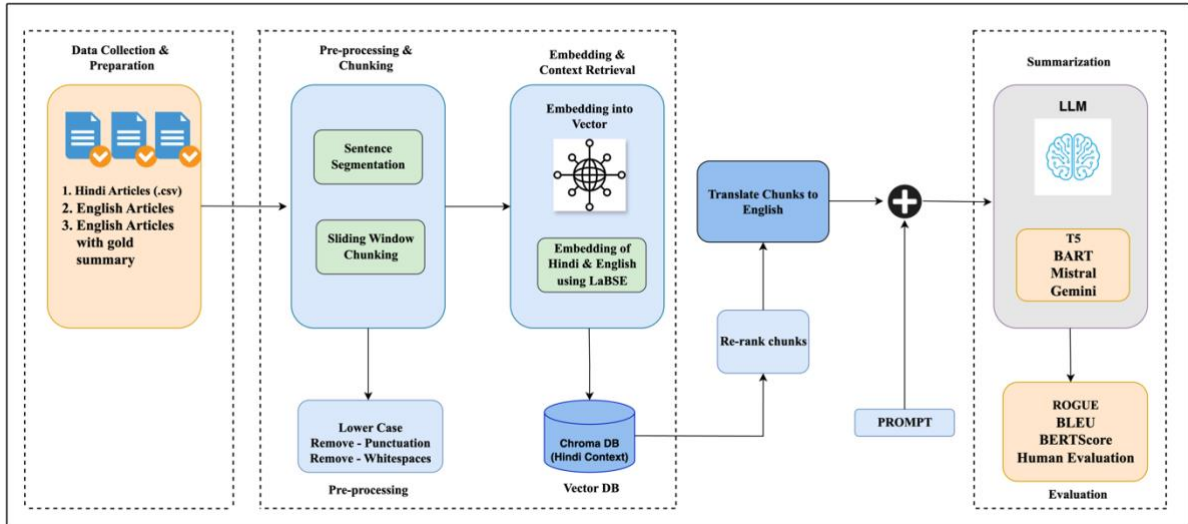 Data Collection &
Preparation
1. Hindi Articles (.csv)
2. English Articles
3. English Articles
with gold
summary
Pre-processing &
Chunking
Sentence
Segmentation
Sliding Window
Chunking
Lower Case
Remove - Punctuation
Remove - Whitespaces
Pre-processing
Embedding &
Context Retrieval
Embedding into
Vector
Embedding of
Hindi & English
using LaBSE
Chroma DB
(Hindi Context)
Vector DB
Re-rank chunks
Translate Chunks to
English
PROMPT
Summarization
LLM
T5
BART
Mistral
Gemini
ROGUE
BLEU
BERTScore
Human Evaluation
Evaluation